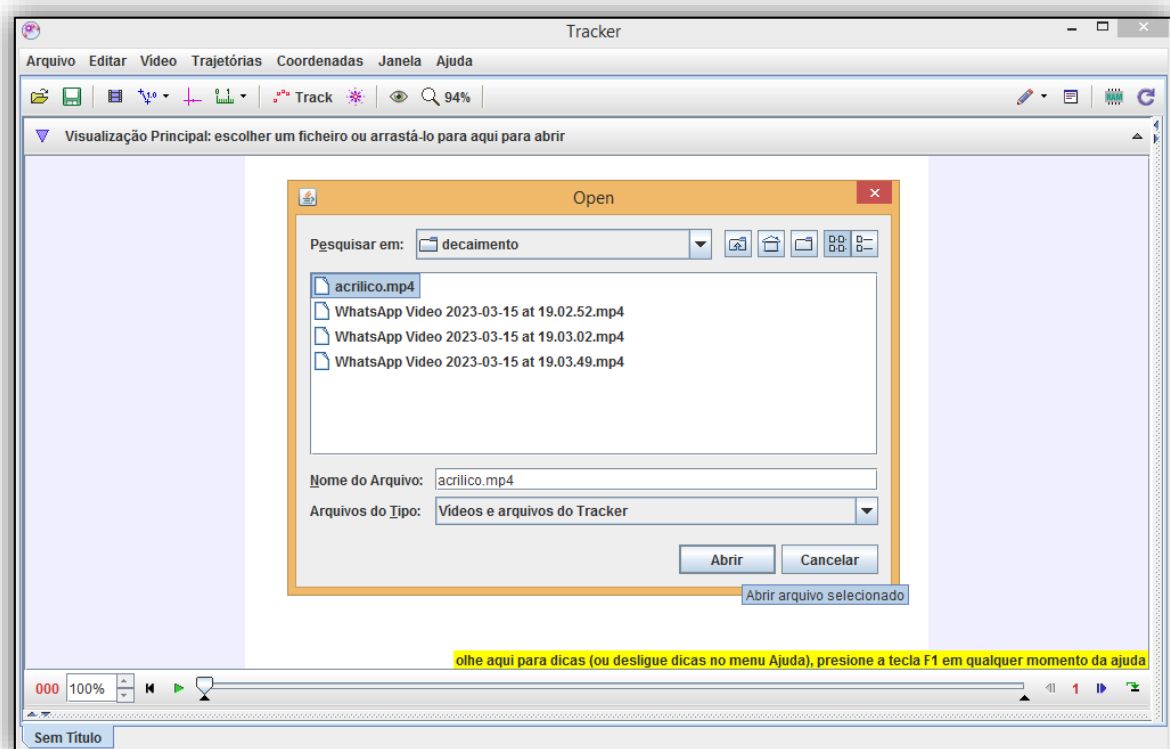 Tracker
Arquivo Editar Vídeo Trajetórias Coordenadas Janela Ajuda
1.0 Track 94%
Visualização Principal: escolher um ficheiro ou arrastá-lo para aqui para abrir
Open
Pesquisar em: decaimento
acrilico.mp4
WhatsApp Video 2023-03-15 at 19.02.52.mp4
WhatsApp Video 2023-03-15 at 19.03.02.mp4
WhatsApp Video 2023-03-15 at 19.03.49.mp4
Nome do Arquivo: acrilico.mp4
Arquivos do Tipo: Vídeos e arquivos do Tracker
Abrir Cancelar
Abrir arquivo selecionado
olhe aqui para dicas (ou desligue dicas no menu Ajuda), presione a tecla F1 em qualquer momento da ajuda
000 100% 1
Sem Título